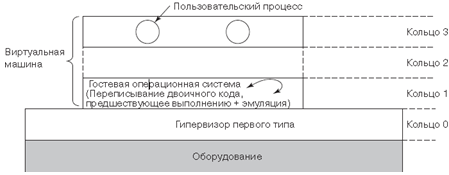 Пользовательский процесс
Кольцо 3
Виртуальная
машина
Кольцо 2
Гостевая операционная система
(Переписывание двоичного кода,
предшествующее выполнению + эмуляция)
Кольцо 1
Гипервизор первого типа
Кольцо 0
Оборудование